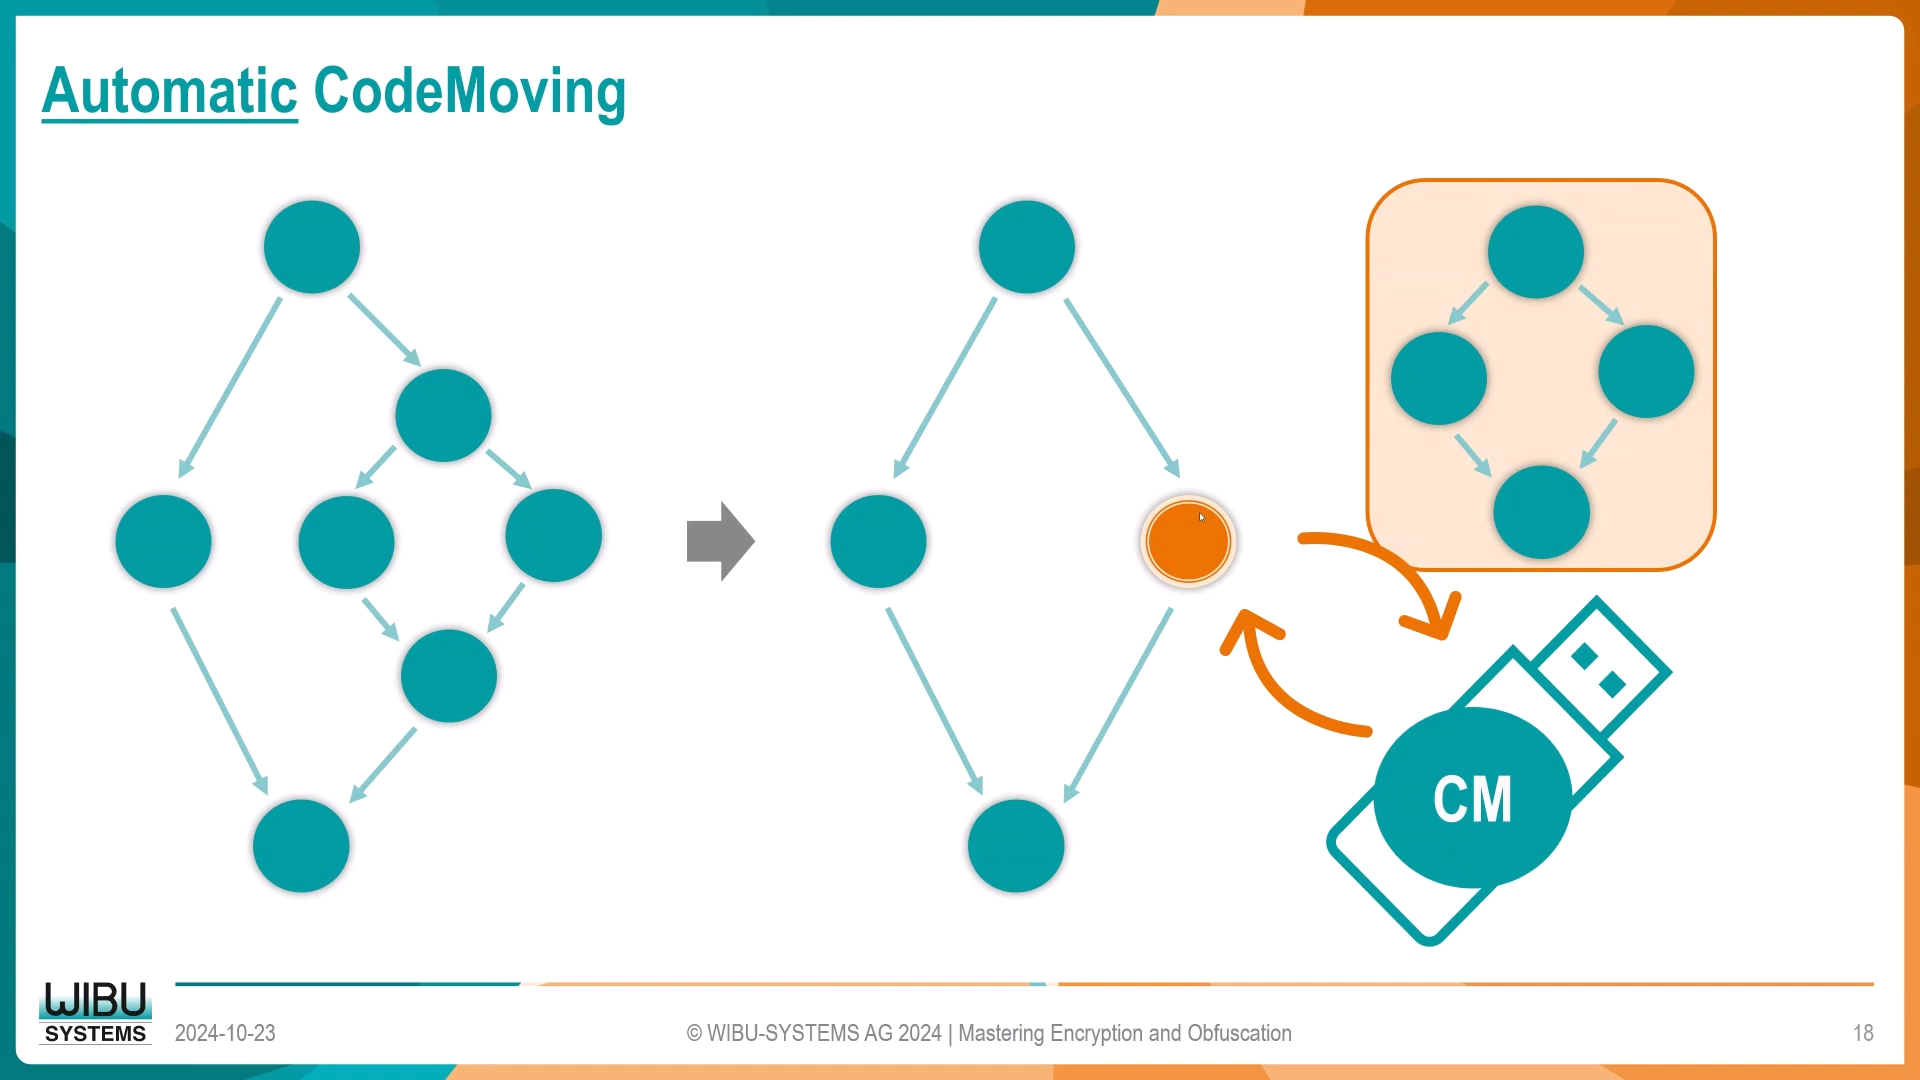 Automatic CodeMoving
CM
WIBU
SYSTEMS
2024-10-23
© WIBU-SYSTEMS AG 2024 | Mastering Encryption and Obfuscation
18